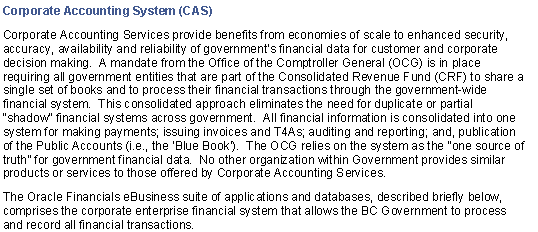 Corporate Accounting System (CAS)
Corporate Accounting Services provide benefits from economies of scale to enhanced security,
accuracy, availability and reliability of government's financial data for customer and corporate
decision making.  A mandate from the Office of the Comptroller General (OCG) is in place
requiring all government entities that are part of the Consolidated Revenue Fund (CRF) to share a
single set of books and to process their financial transactions through the government-wide
financial system.  This consolidated approach eliminates the need for duplicate or partial
"shadow" financial systems across government.  All financial information is consolidated into one
system for making payments; issuing invoices and T4As; auditing and reporting; and, publication
of the Public Accounts (i.e., the 'Blue Book').  The OCG relies on the system as the "one source of
truth" for government financial data.  No other organization within Government provides similar
products or services to those offered by Corporate Accounting Services.
The Oracle Financials eBusiness suite of applications and databases, described briefly below,
comprises the corporate enterprise financial system that allows the BC Government to process
and record all financial transactions.